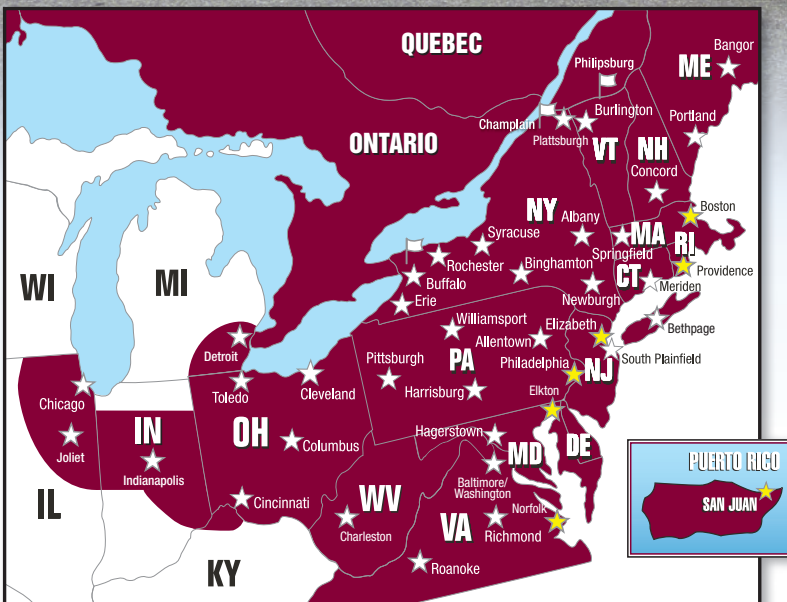 QUEBEC
ME
Bangor
Philipsburg
Champlain
Plattsburgh
Burlington
Portland
ONTARIO
VT
NH
Concord
NY
Albany
Boston
Syracuse
MA
Springfield
RI
Rochester
Binghamton
CT
Providence
Meriden
WI
MI
Buffalo
Newburgh
Erie
Bethpage
Williamsport
Elizabeth
Allentown
South Plainfield
Detroit
Pittsburgh
PA
Philadelphia
NJ
Toledo
Cleveland
Harrisburg
Elkton
Chicago
IN
OH
Columbus
Hagerstown
MD
DE
Joliet
Indianapolis
Baltimore/
Washington
PUERTO RICO
SAN JUAN
IL
Cincinnati
WV
Charleston
VA
Norfolk
Richmond
KY
Roanoke